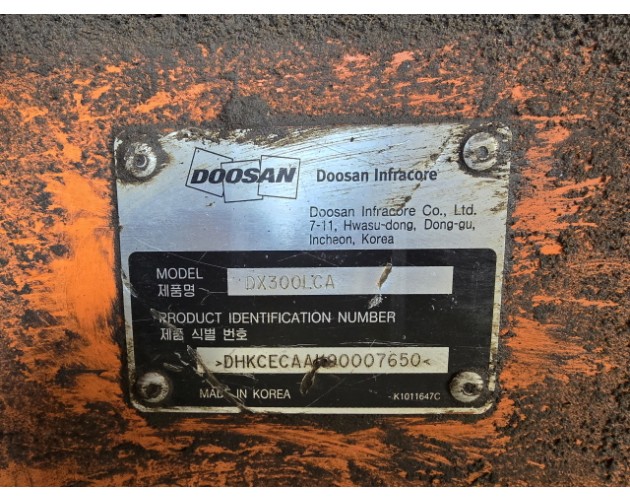 DOOSAN
Doosan Infracore
Doosan Infracore Co., Ltd.
7-11, Hwasu-dong, Dong-gu,
Incheon, Korea
MODEL
제품명
DX300LCA
PRODUCT IDENTIFICATION NUMBER
제품 식별 번호
MADE IN KOREA
K1011647C